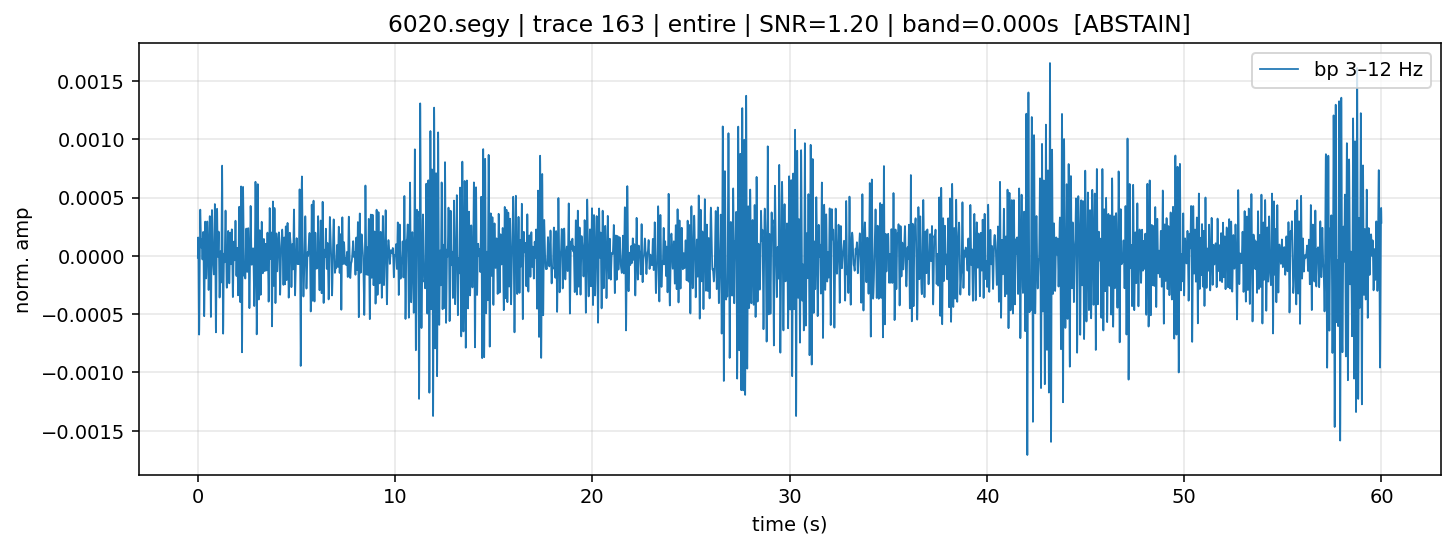 6020.segy | trace 163 | entire | SNR=1.20 | band=0.000s [ABSTAIN]
bp 3–12 Hz
norm. amp
0.0015
0.0010
0.0005
0.0000
−0.0005
−0.0010
−0.0015
0 10 20 30 40 50 60
time (s)